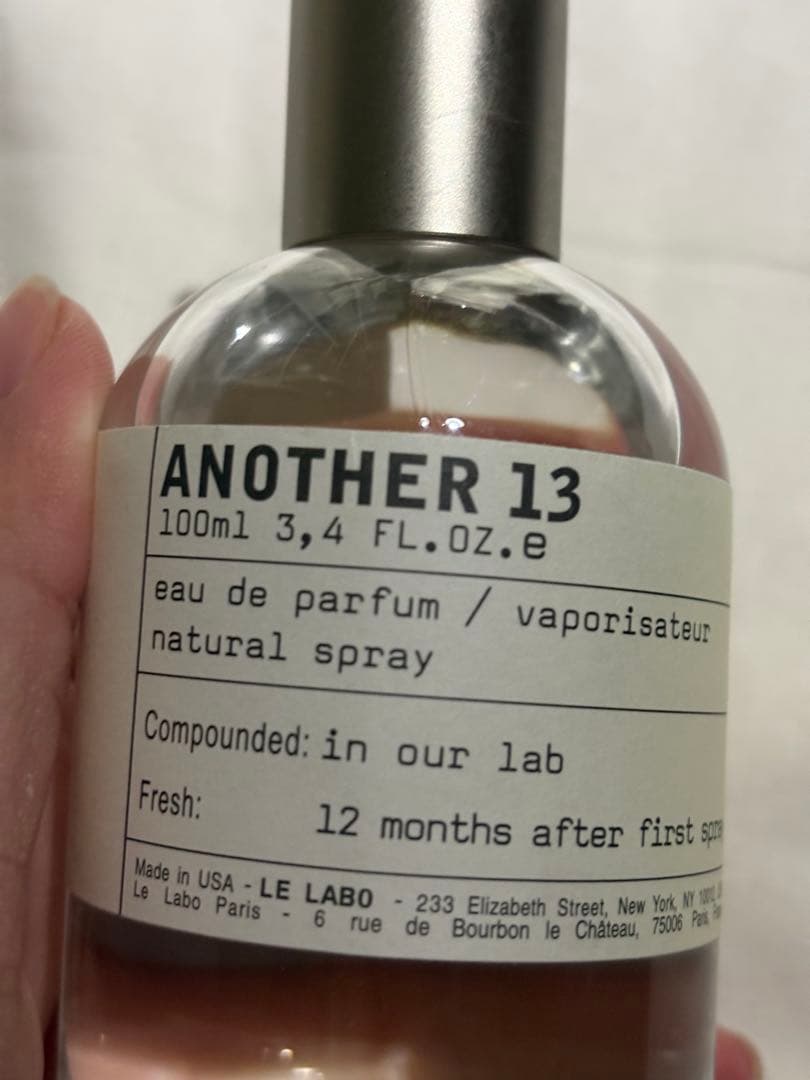 ANOTHER 13
100ml 3,4 FL.OZ.e
eau de parfum / vaporisateur
natural spray
Compounded: in our lab
Fresh: 12 months after first
Made in USA - LE LABO - 233 Elizabeth Street, New York, NY
Le Labo Paris - 6 rue de Bourbon le Château, 75006 Paris,